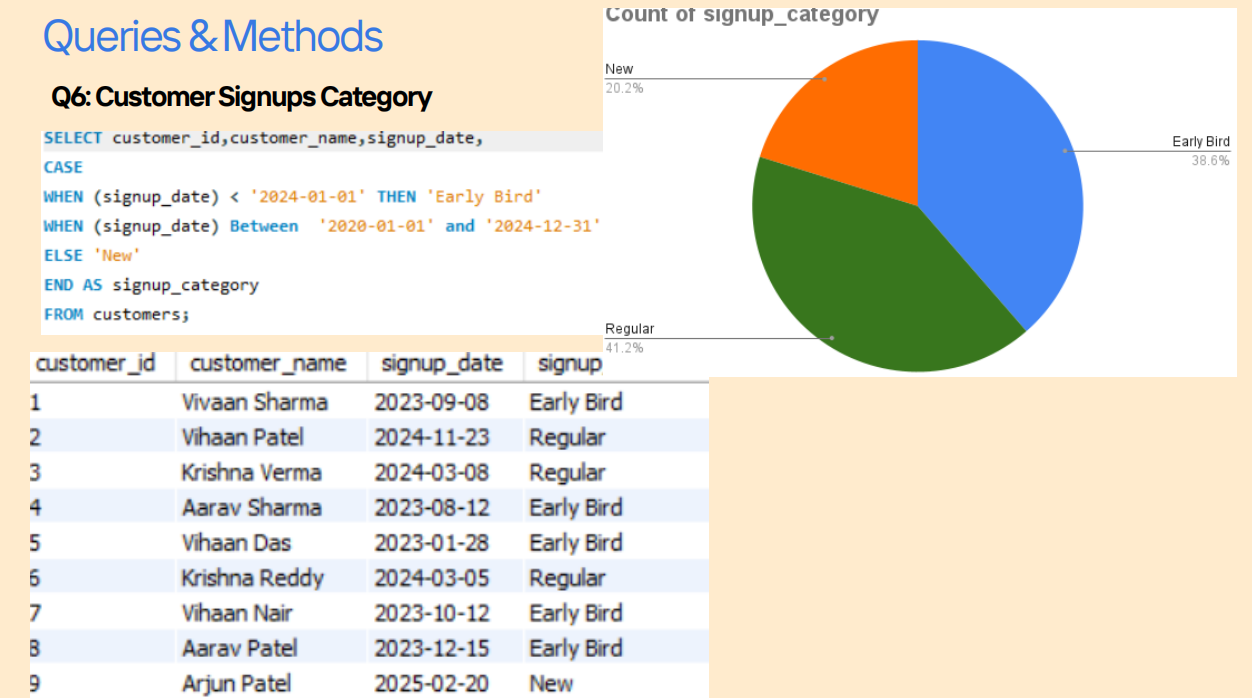 Queries & Methods
Q6: Customer Signups Category
SELECT customer_id,customer_name,signup_date,
CASE
WHEN (signup_date) < '2024-01-01' THEN 'Early Bird'
WHEN (signup_date) Between '2020-01-01' and '2024-12-31'
ELSE 'New'
END AS signup_category
FROM customers;
Count of signup_category
New
20.2%
Early Bird
38.6%
Regular
41.2%
customer_id customer_name signup_date signup
1 Vivaan Sharma 2023-09-08 Early Bird
2 Vihaan Patel 2024-11-23 Regular
3 Krishna Verma 2024-03-08 Regular
4 Aarav Sharma 2023-08-12 Early Bird
5 Vihaan Das 2023-01-28 Early Bird
6 Krishna Reddy 2024-03-05 Regular
7 Vihaan Nair 2023-10-12 Early Bird
8 Aarav Patel 2023-12-15 Early Bird
9 Arjun Patel 2025-02-20 New